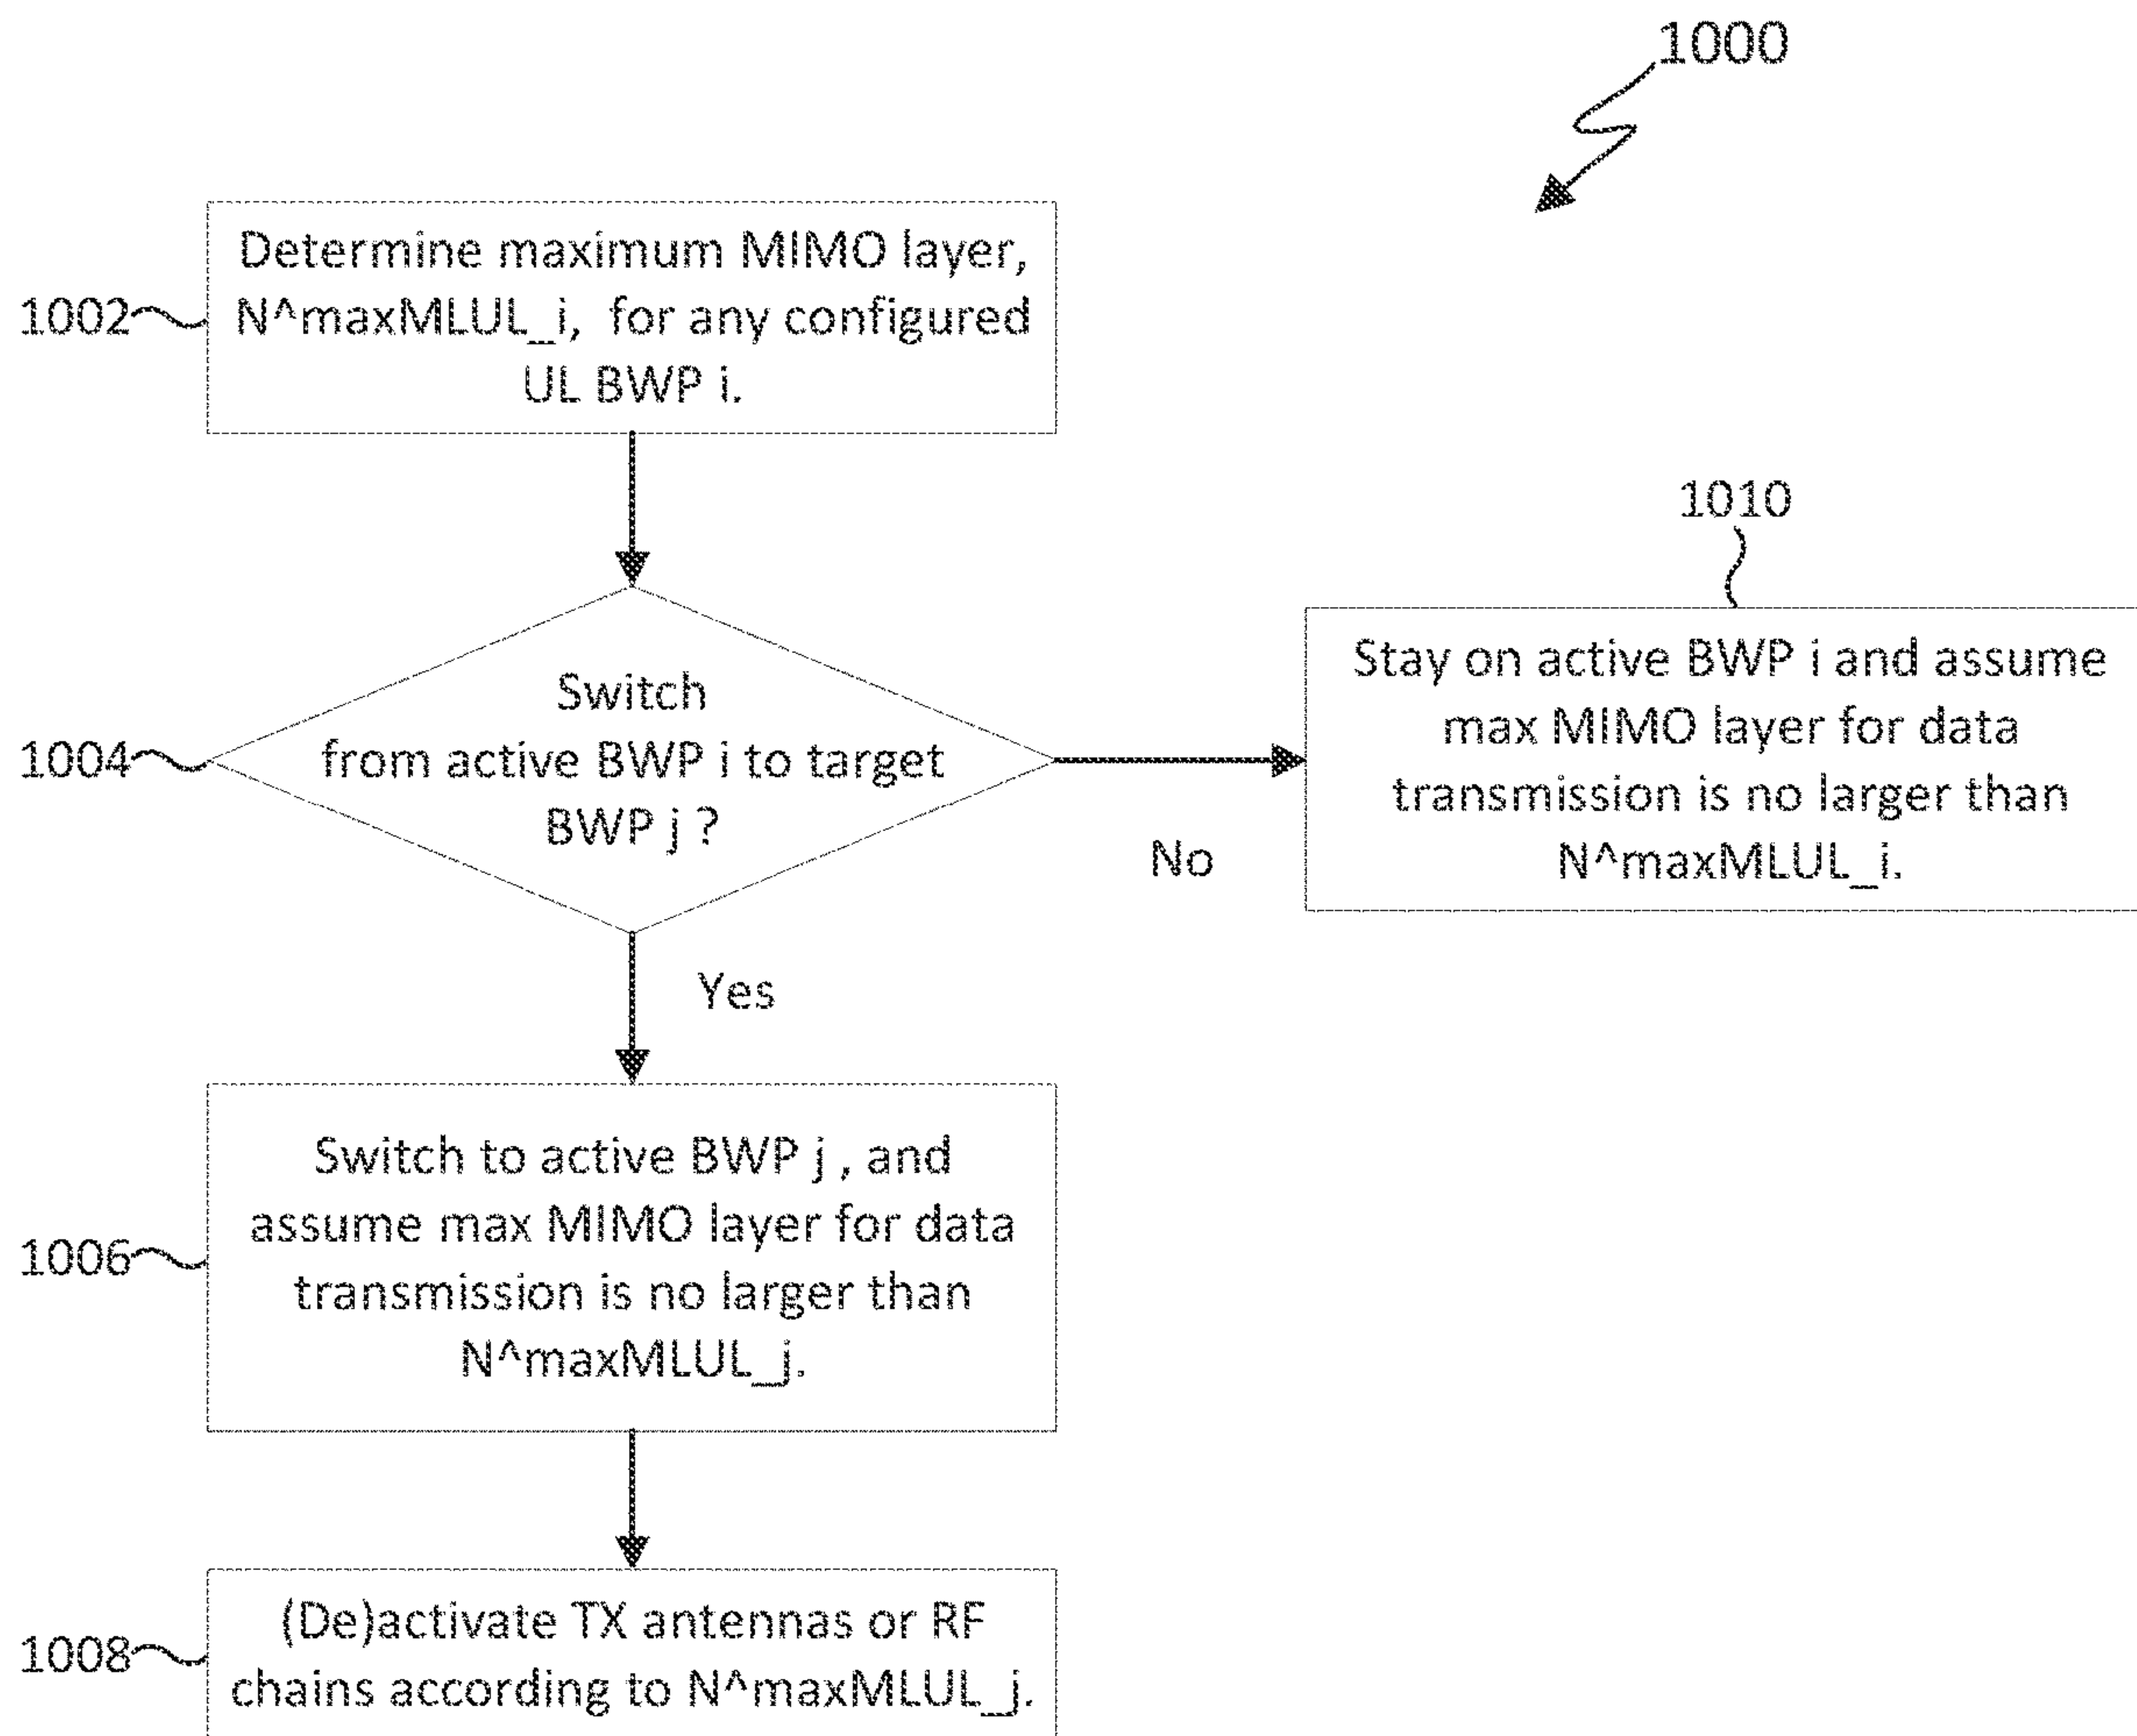 1000
Determine maximum MIMO layer,
N^maxMLUL_i, for any configured
UL BWP i.
1002
1010
Switch
from active BWP i to target
BWP j ?
1004
Stay on active BWP i and assume
max MIMO layer for data
transmission is no larger than
N^maxMLUL_i.
No
Yes
Switch to active BWP j , and
assume max MIMO layer for data
transmission is no larger than
N^maxMLUL_j.
1006
(De)activate TX antennas or RF
chains according to N^maxMLUL_j.
1008